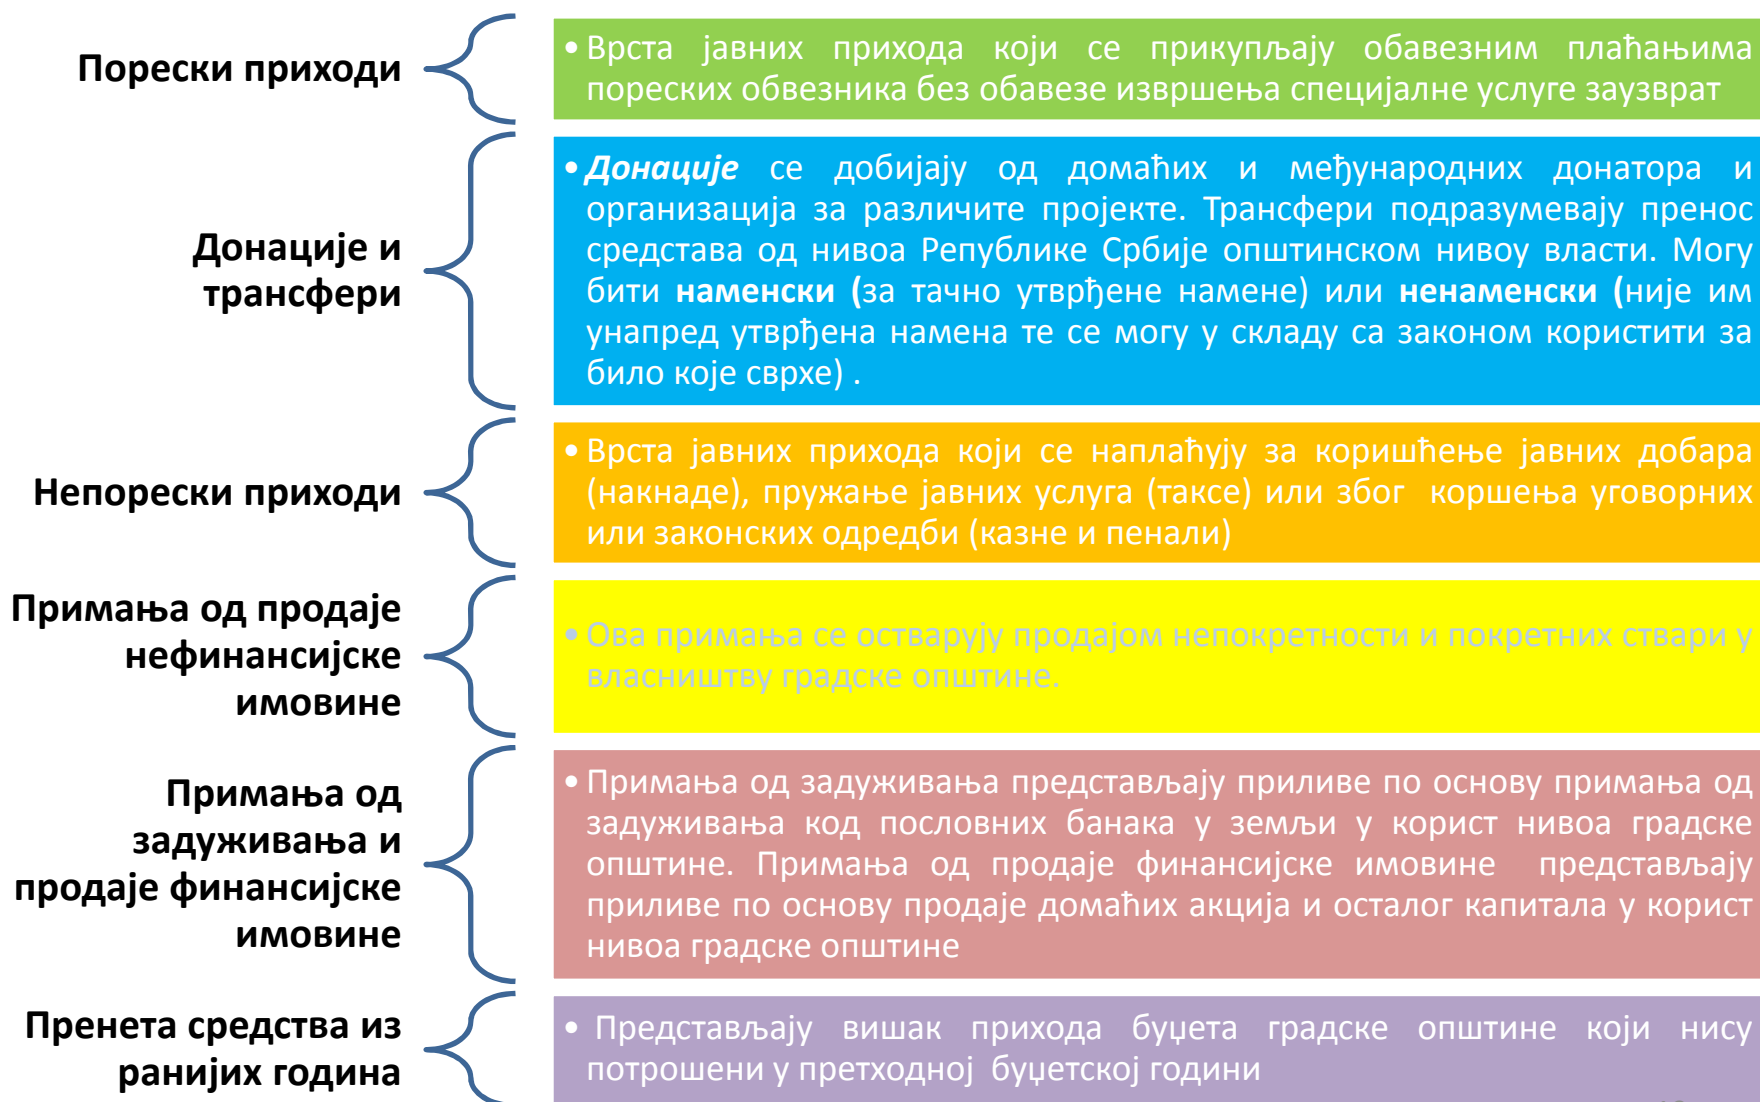 Порески приходи
• Врста јавних прихода који се прикупљају обавезним плаћањима
пореских обвезника без обавезе извршења специјалне услуге заузврат
Донације и
трансфери
• Донације се добијају од домаћих и међународних донатора и
организација за различите пројекте. Трансфери подразумевају пренос
средстава од нивоа Републике Србије општинском нивоу власти. Могу
бити наменски (за тачно утврђене намене) или ненаменски (није им
унапред утврђена намена те се могу у складу са законом користити за
било које сврхе) .
Непорески приходи
• Врста јавних прихода који се наплаћују за коришћење јавних добара
(накнаде), пружање јавних услуга (таксе) или због коршења уговорних
или законских одредби (казне и пенали)
Примања од продаје
нефинансијске
имовине
• Ова примања се остварују продајом непокретности и покретних ствари у
власништву градске општине.
Примања од
задуживања и
продаје финансијске
имовине
• Примања од задуживања представљају приливе по основу примања од
задуживања код пословних банака у земљи у корист нивоа градске
општине. Примања од продаје финансијске имовине представљају
приливе по основу продаје домаћих акција и осталог капитала у корист
нивоа градске општине
Пренета средства из
ранијих година
• Представљају вишак прихода буџета градске општине који нису
потрошени у претходној буџетској години